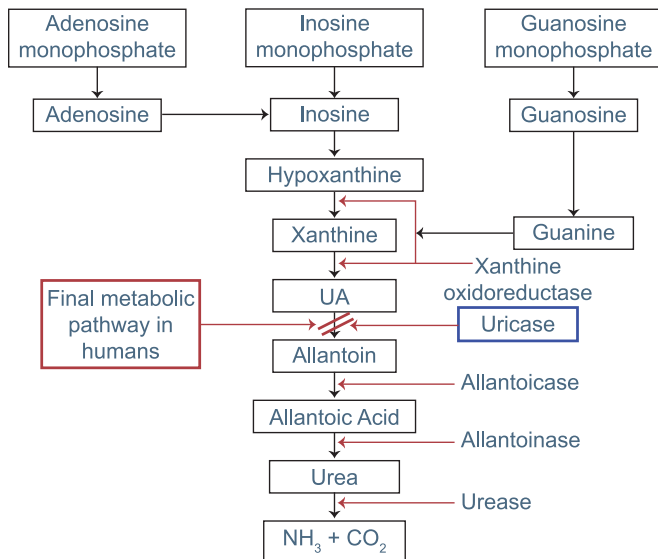 Adenosine
monophosphate
Inosine
monophosphate
Guanosine
monophosphate
Adenosine
Inosine
Guanosine
Hypoxanthine
Xanthine
Guanine
Xanthine
oxidoreductase
Final metabolic
pathway in
humans
UA
Uricase
Allantoin
Allantoicase
Allantoic Acid
Allantoinase
Urea
Urease
NH₃ + CO₂